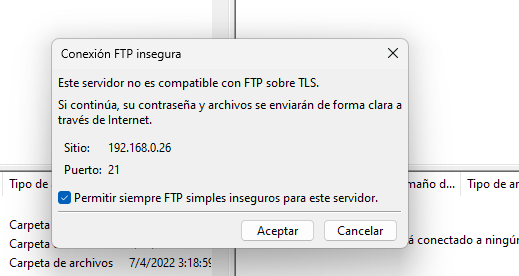 Conexión FTP insegura
Este servidor no es compatible con FTP sobre TLS.
Si continúa, su contraseña y archivos se enviarán de forma clara a
través de Internet.
Sitio: 192.168.0.26
Puerto: 21
Tipo de
Permitir siempre FTP simples inseguros para este servidor.
maño d...
Tipo de ar
Carpeta
Aceptar
Cancelar
Carpeta
á conectado a ningú
Carpeta de archivos 7/4/2022 3:18:59